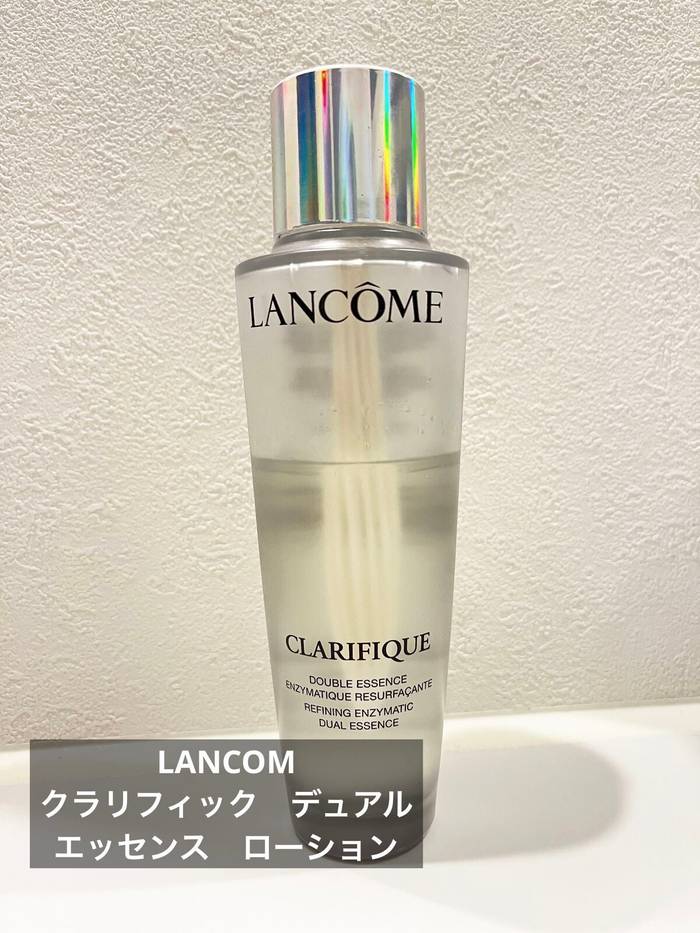 LANCÔME
CLARIFIQUE
DOUBLE ESSENCE
ENZYMATIQUE RESURFAÇANTE
REFINING ENZYMATIC
DUAL ESSENCE
LANCOM
クラリフィック　デュアル
エッセンス　ローション